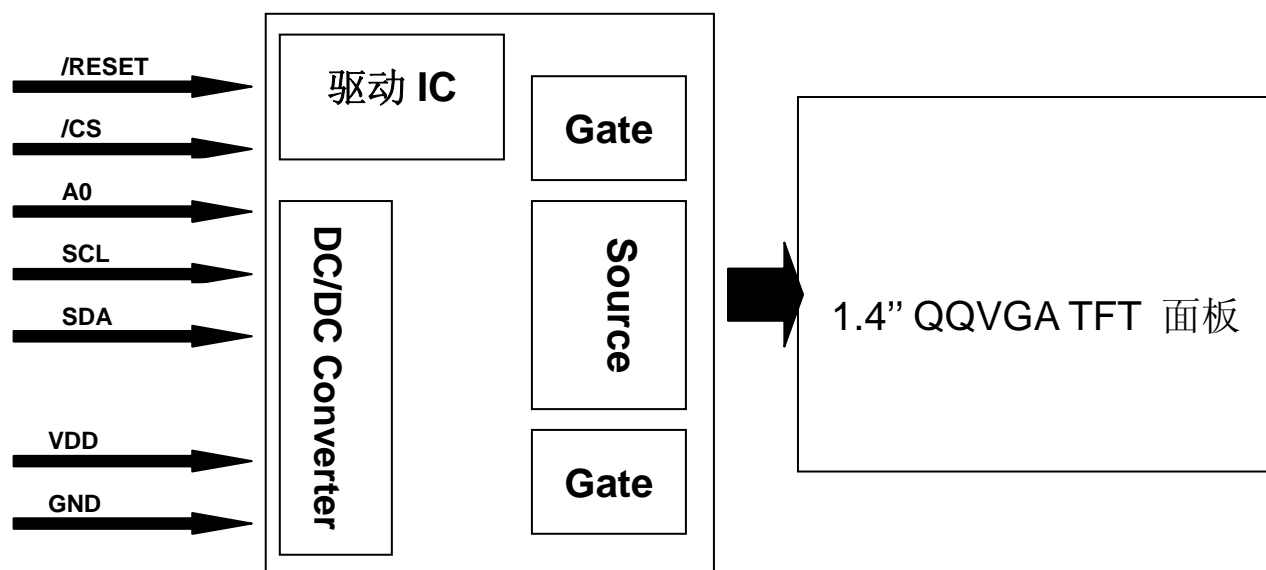 /RESET
/CS
A0
SCL
SDA
VDD
GND
驱动 IC
DC/DC Converter
Gate
Source
Gate
1.4’’ QQVGA TFT 面板